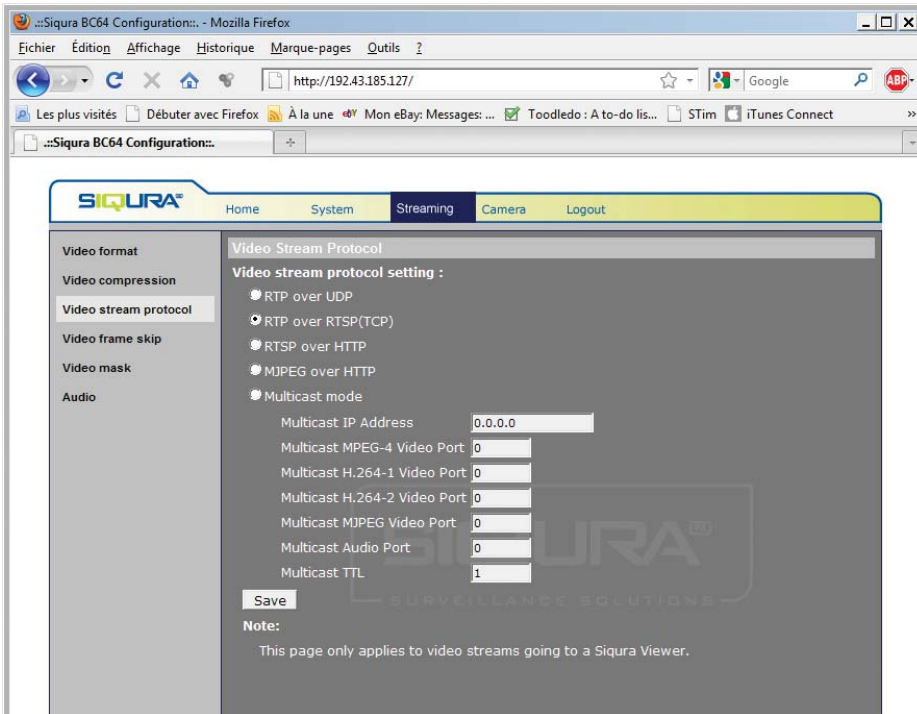 .::Siqura BC64 Configuration::. - Mozilla Firefox
Fichier Édition Affichage Historique Marque-pages Outils ?
http://192.43.185.127/
Google
ABP
Les plus visités Débuter avec Firefox À la une ebY Mon eBay: Messages: ... Toodledo : A to-do lis... STim iTunes Connect »
.::Siqura BC64 Configuration::.
SIQURA
Home System Streaming Camera Logout
Video format
Video compression
Video stream protocol
Video frame skip
Video mask
Audio
Video Stream Protocol
Video stream protocol setting :
RTP over UDP
RTP over RTSP(TCP)
RTSP over HTTP
MJPEG over HTTP
Multicast mode
Multicast IP Address 0.0.0.0
Multicast MPEG-4 Video Port 0
Multicast H.264-1 Video Port 0
Multicast H.264-2 Video Port 0
Multicast MJPEG Video Port 0
Multicast Audio Port 0
Multicast TTL 1
SIQURA
SURVEILLANCE SOLUTIONS
Save
Note:
This page only applies to video streams going to a Siqura Viewer.